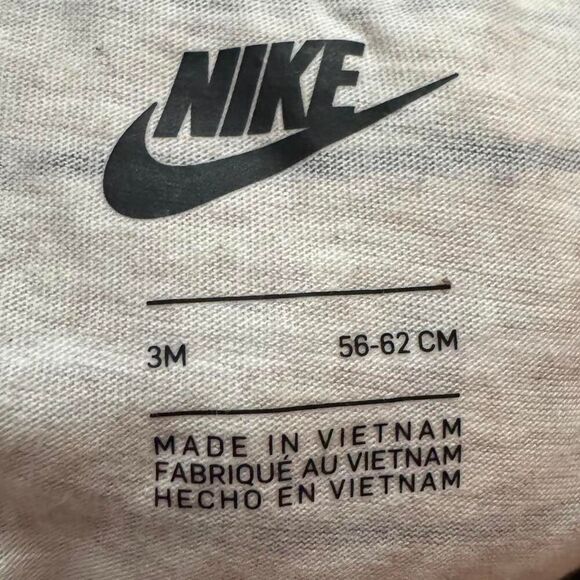 NIKE
3M 56-62 CM
MADE IN VIETNAM
FABRIQUÉ AU VIETNAM
HECHO EN VIETNAM